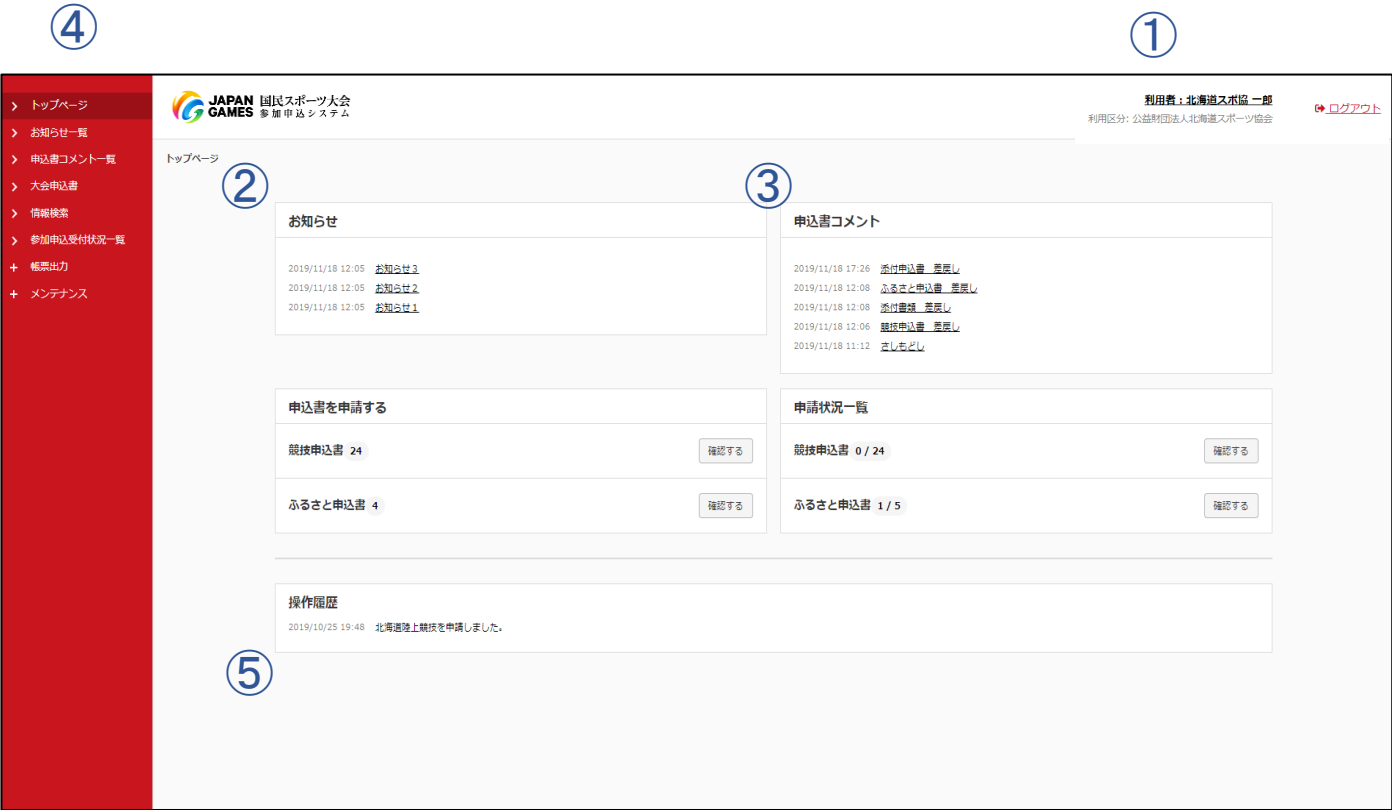 ④
①
トップページ
お知らせ一覧
申込書コメント一覧
大会申込書
情報検索
参加申込受付状況一覧
帳票出力
メンテナンス
JAPAN GAMES
国民スポーツ大会
参加申込システム
利用者：北海道スポ協 一郎
利用区分: 公益財団法人北海道スポーツ協会
ログアウト
トップページ
②
お知らせ
2019/11/18 12:05 お知らせ３
2019/11/18 12:05 お知らせ２
2019/11/18 12:05 お知らせ１
③
申込書コメント
2019/11/18 17:26 添付申込書　差戻し
2019/11/18 12:08 ふるさと申込書　差戻し
2019/11/18 12:08 添付書類　差戻し
2019/11/18 12:06 競技申込書　差戻し
2019/11/18 11:12 さしもどし
申込書を申請する
競技申込書 24 確認する
ふるさと申込書 4 確認する
申請状況一覧
競技申込書 0 / 24 確認する
ふるさと申込書 1 / 5 確認する
操作履歴
2019/10/25 19:48 北海道陸上競技を申請しました。
⑤